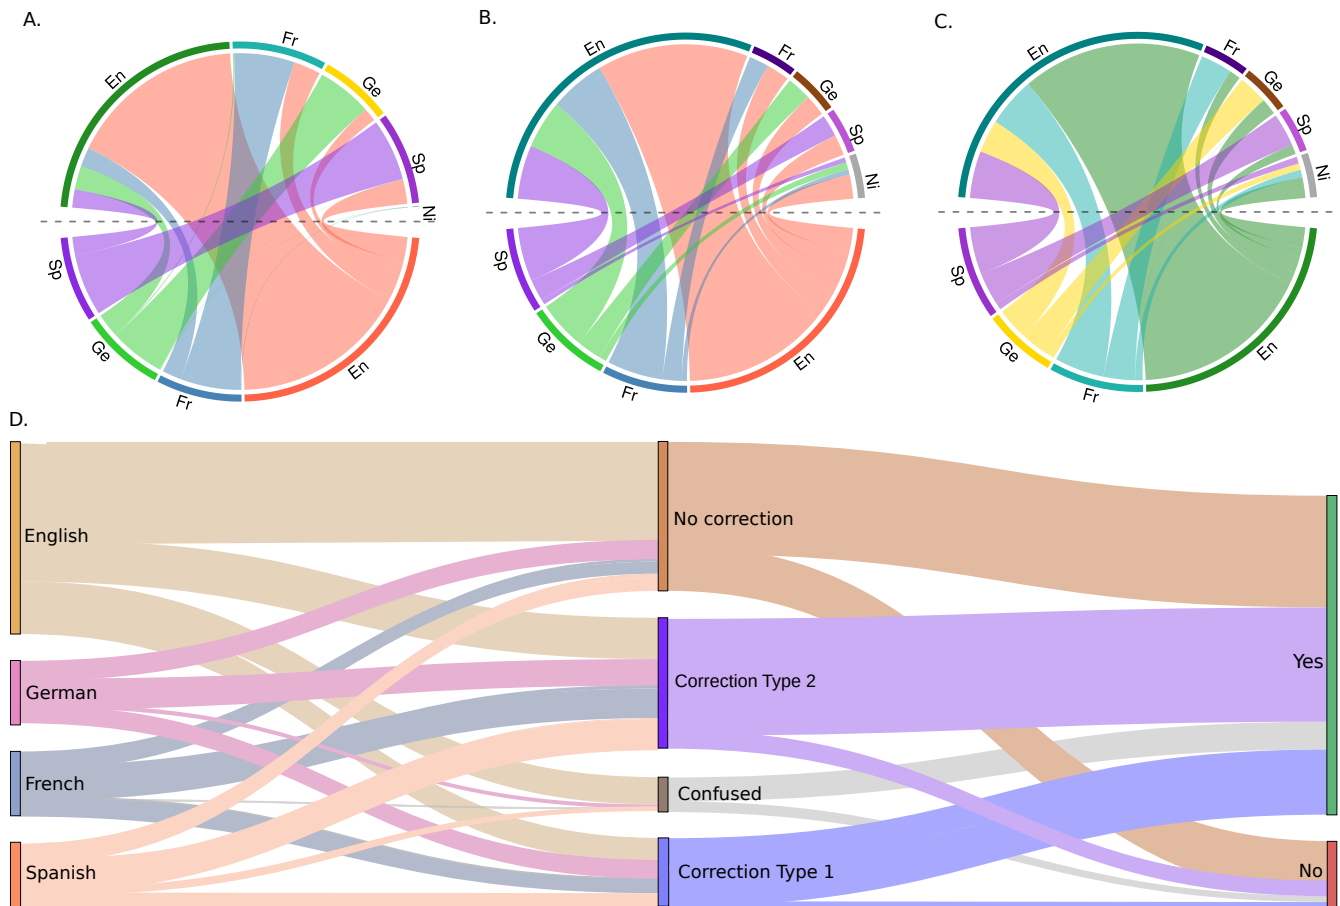 A.
En
Fr
Ge
Sp
Ni
Sp
Ge
Fr
En
B.
En
Fr
Ge
Sp
Ni
Sp
Ge
Fr
En
C.
En
Fr
Ge
Sp
Ni
Sp
Ge
Fr
En
D.
English
German
French
Spanish
No correction
Correction Type 2
Confused
Correction Type 1
Yes
No